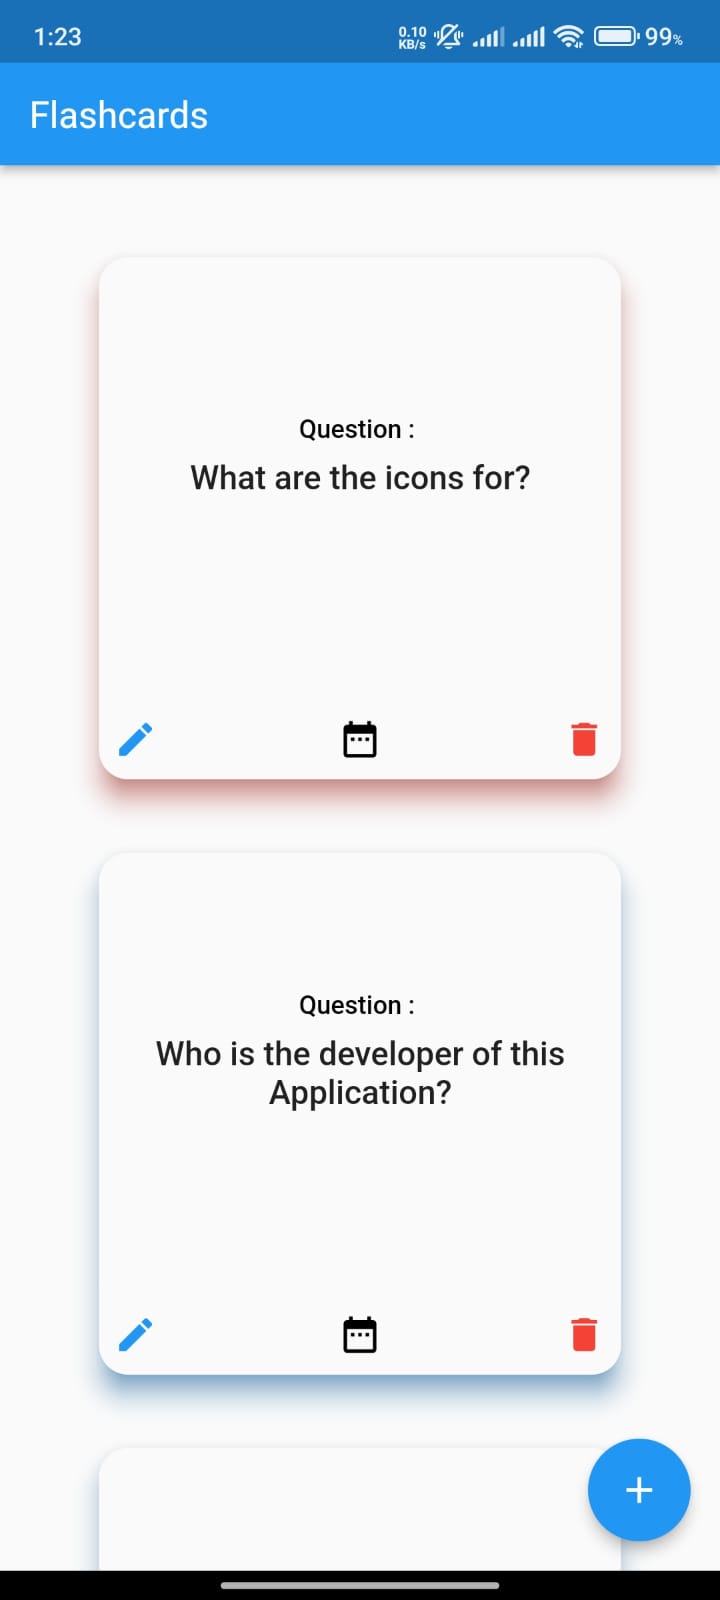 1:23
0.10
KB/s
99%
Flashcards
Question :
What are the icons for?
Question :
Who is the developer of this
Application?